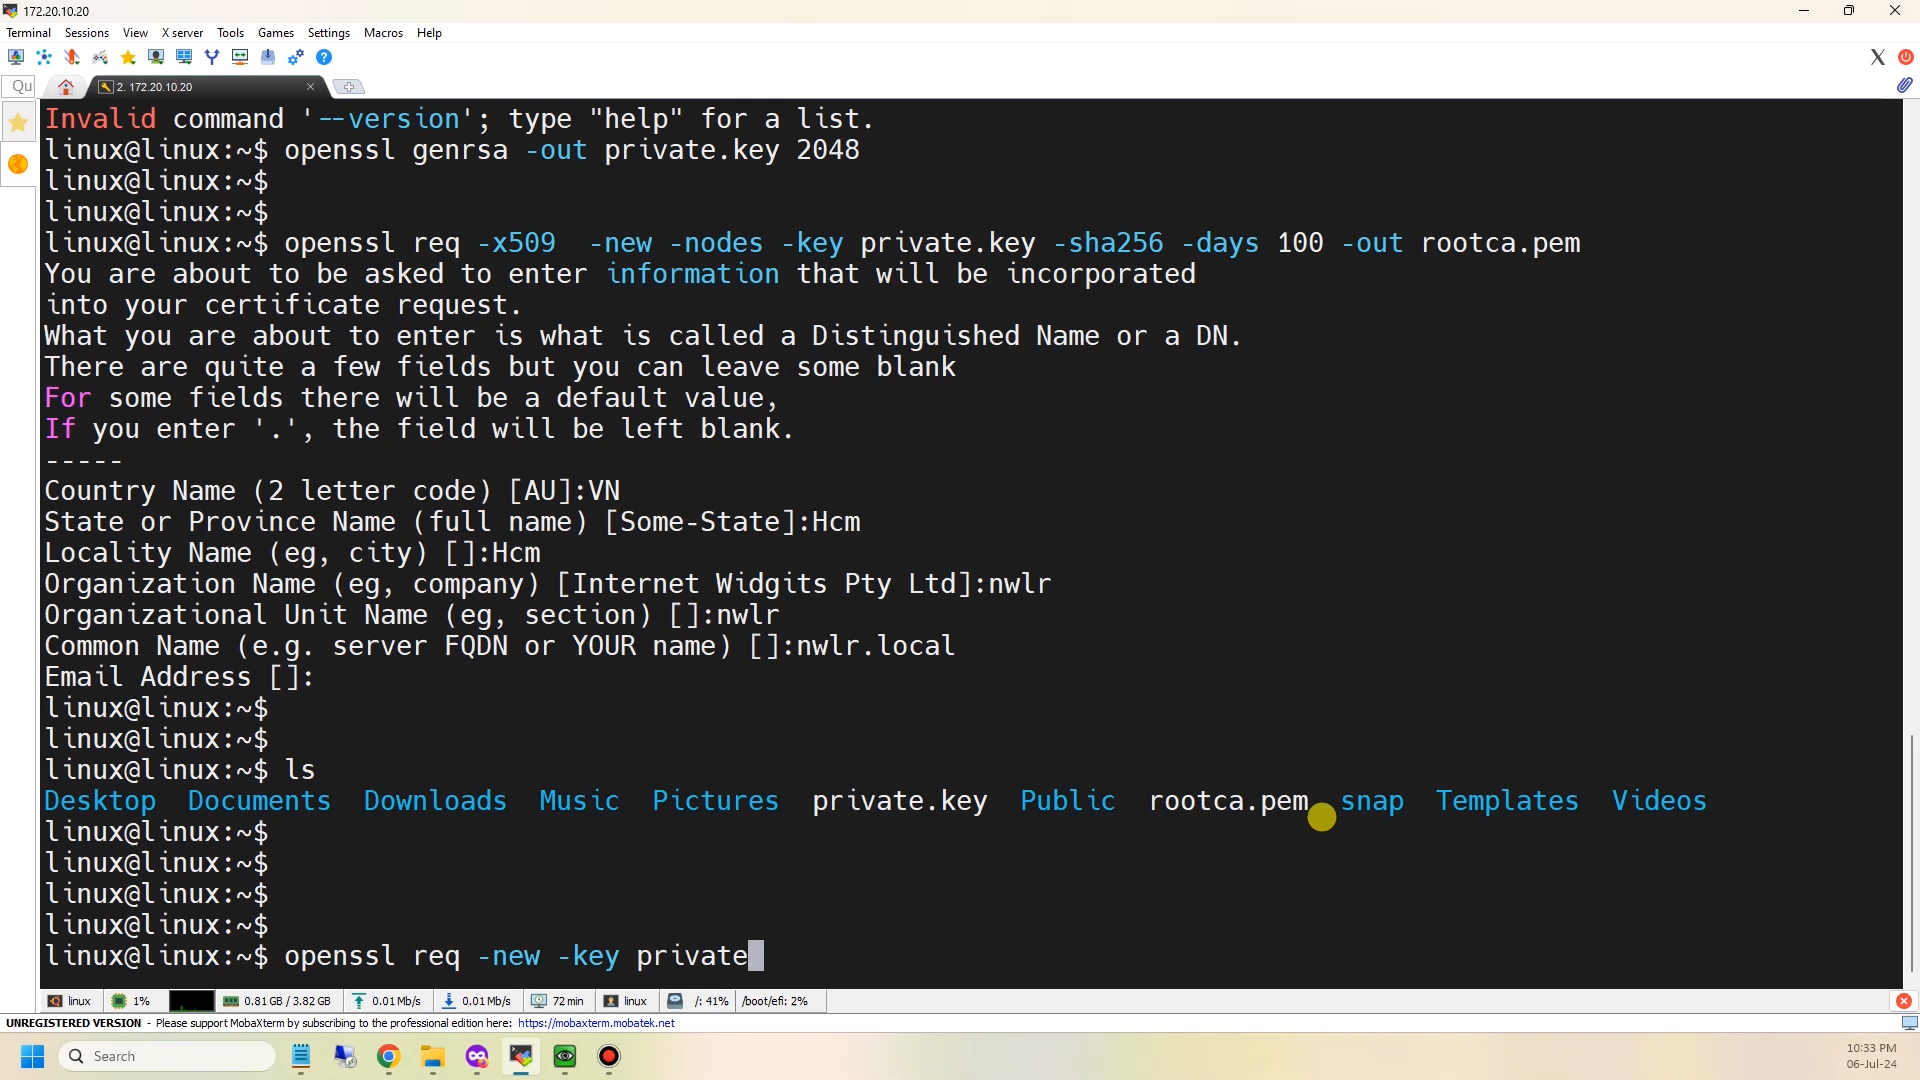 172.20.10.20
Terminal Sessions View X server Tools Games Settings Macros Help
Qu
2. 172.20.10.20
Invalid command '--version'; type "help" for a list.
linux@linux:~$ openssl genrsa -out private.key 2048
linux@linux:~$
linux@linux:~$
linux@linux:~$ openssl req -x509  -new -nodes -key private.key -sha256 -days 100 -out rootca.pem
You are about to be asked to enter information that will be incorporated
into your certificate request.
What you are about to enter is what is called a Distinguished Name or a DN.
There are quite a few fields but you can leave some blank
For some fields there will be a default value,
If you enter '.', the field will be left blank.
-----
Country Name (2 letter code) [AU]:VN
State or Province Name (full name) [Some-State]:Hcm
Locality Name (eg, city) []:Hcm
Organization Name (eg, company) [Internet Widgits Pty Ltd]:nwlr
Organizational Unit Name (eg, section) []:nwlr
Common Name (e.g. server FQDN or YOUR name) []:nwlr.local
Email Address []:
linux@linux:~$
linux@linux:~$
linux@linux:~$ ls
Desktop  Documents  Downloads  Music  Pictures  private.key  Public  rootca.pem  snap  Templates  Videos
linux@linux:~$
linux@linux:~$
linux@linux:~$
linux@linux:~$
linux@linux:~$ openssl req -new -key private
linux 1% 0.81 GB / 3.82 GB 0.01 Mb/s 0.01 Mb/s 72 min linux /: 41% /boot/efi: 2%
UNREGISTERED VERSION - Please support MobaXterm by subscribing to the professional edition here: https://mobaxterm.mobatek.net
Search
10:33 PM
06-Jul-24